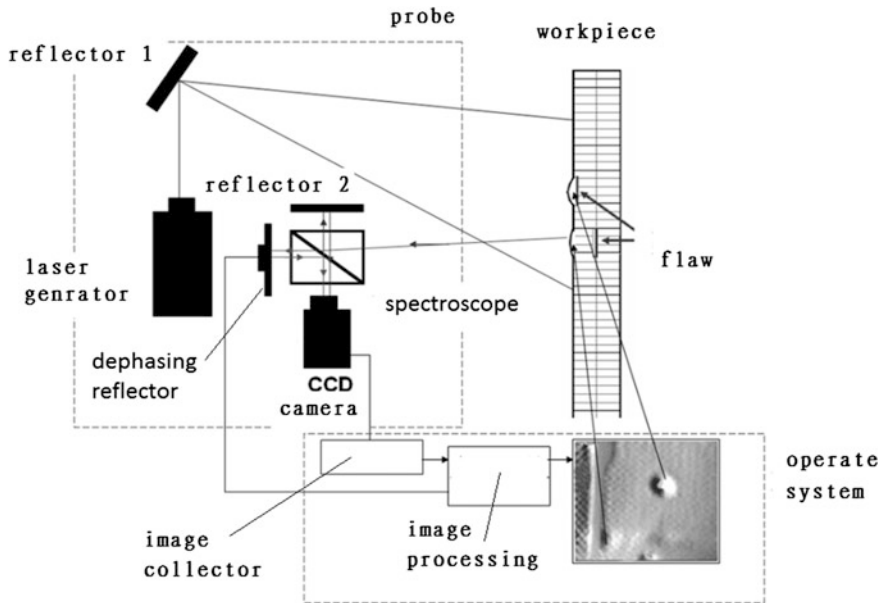 probe
workpiece
reflector 1
reflector 2
laser
genrator
flaw
spectroscope
dephasing
reflector
CCD
camera
operate
system
image
collector
image
processing